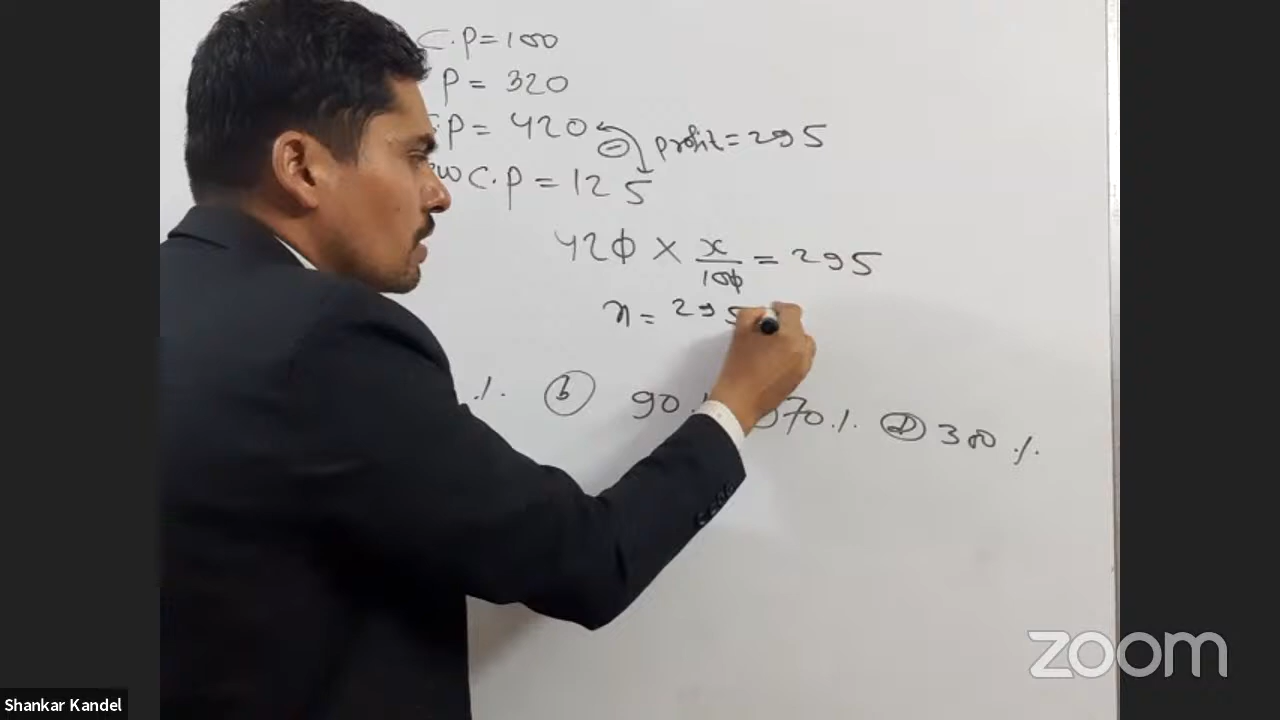 C.P = 100
P = 320
.P = 420 profit = 295
C.P = 125
420 × x/100 = 295
x = 295
% (b) 90% 70% (d) 300%
zoom
Shankar Kandel